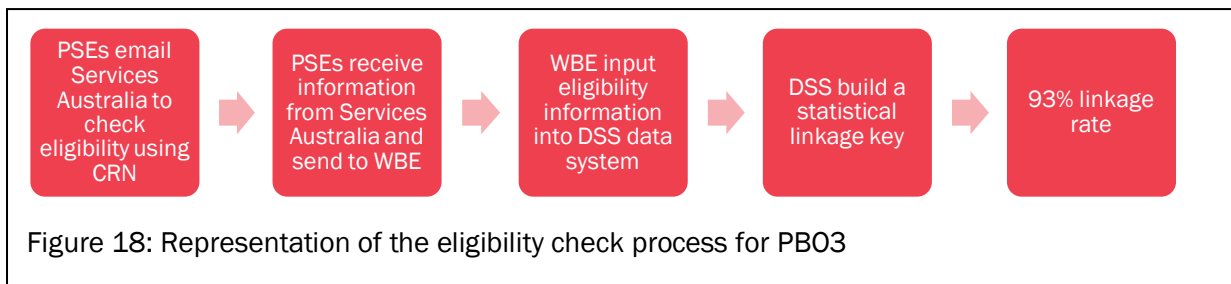 PSEs email
Services
Australia to
check
eligibility using
CRN
PSEs receive
information
from Services
Australia and
send to WBE
WBE input
eligibility
information
into DSS data
system
DSS build a
statistical
linkage key
93% linkage
rate
Figure 18: Representation of the eligibility check process for PBO3